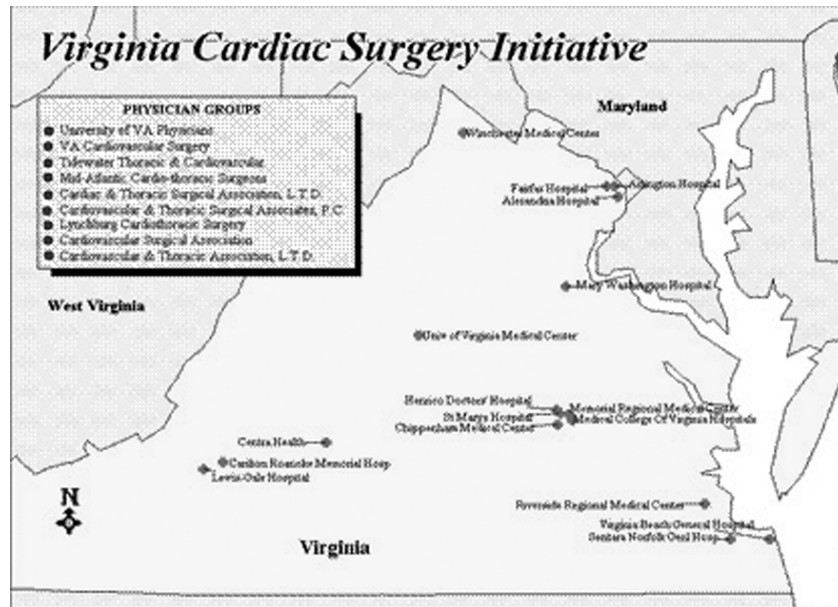 Virginia Cardiac Surgery Initiative
PHYSICIAN GROUPS
University of VA Physicians
VA Cardiovascular Surgery
Tidewater Thoracic & Cardiovascular
Mid-Atlantic Cardio-thoracic Surgeons
Cardiac & Thoracic Surgical Association, L.T.D.
Cardiovascular & Thoracic Surgical Associates, P.C.
Lynchburg Cardiothoracic Surgery
Cardiovascular Surgical Association
Cardiovascular & Thoracic Association, L.T.D.
Maryland
Winchester Medical Center
Fairfax Hospital
Arlington Hospital
Alexandria Hospital
Mary Washington Hospital
West Virginia
Univ of Virginia Medical Center
Henrico Doctors' Hospital
Memorial Regional Medical Center
St Marys Hospital
Medical College Of Virginia Hospitals
Chippenham Medical Center
Centra Health
Carilion Roanoke Memorial Hosp
Lewis-Gale Hospital
N
Riverside Regional Medical Center
Virginia Beach General Hospital
Sentara Norfolk Genl Hosp
Virginia